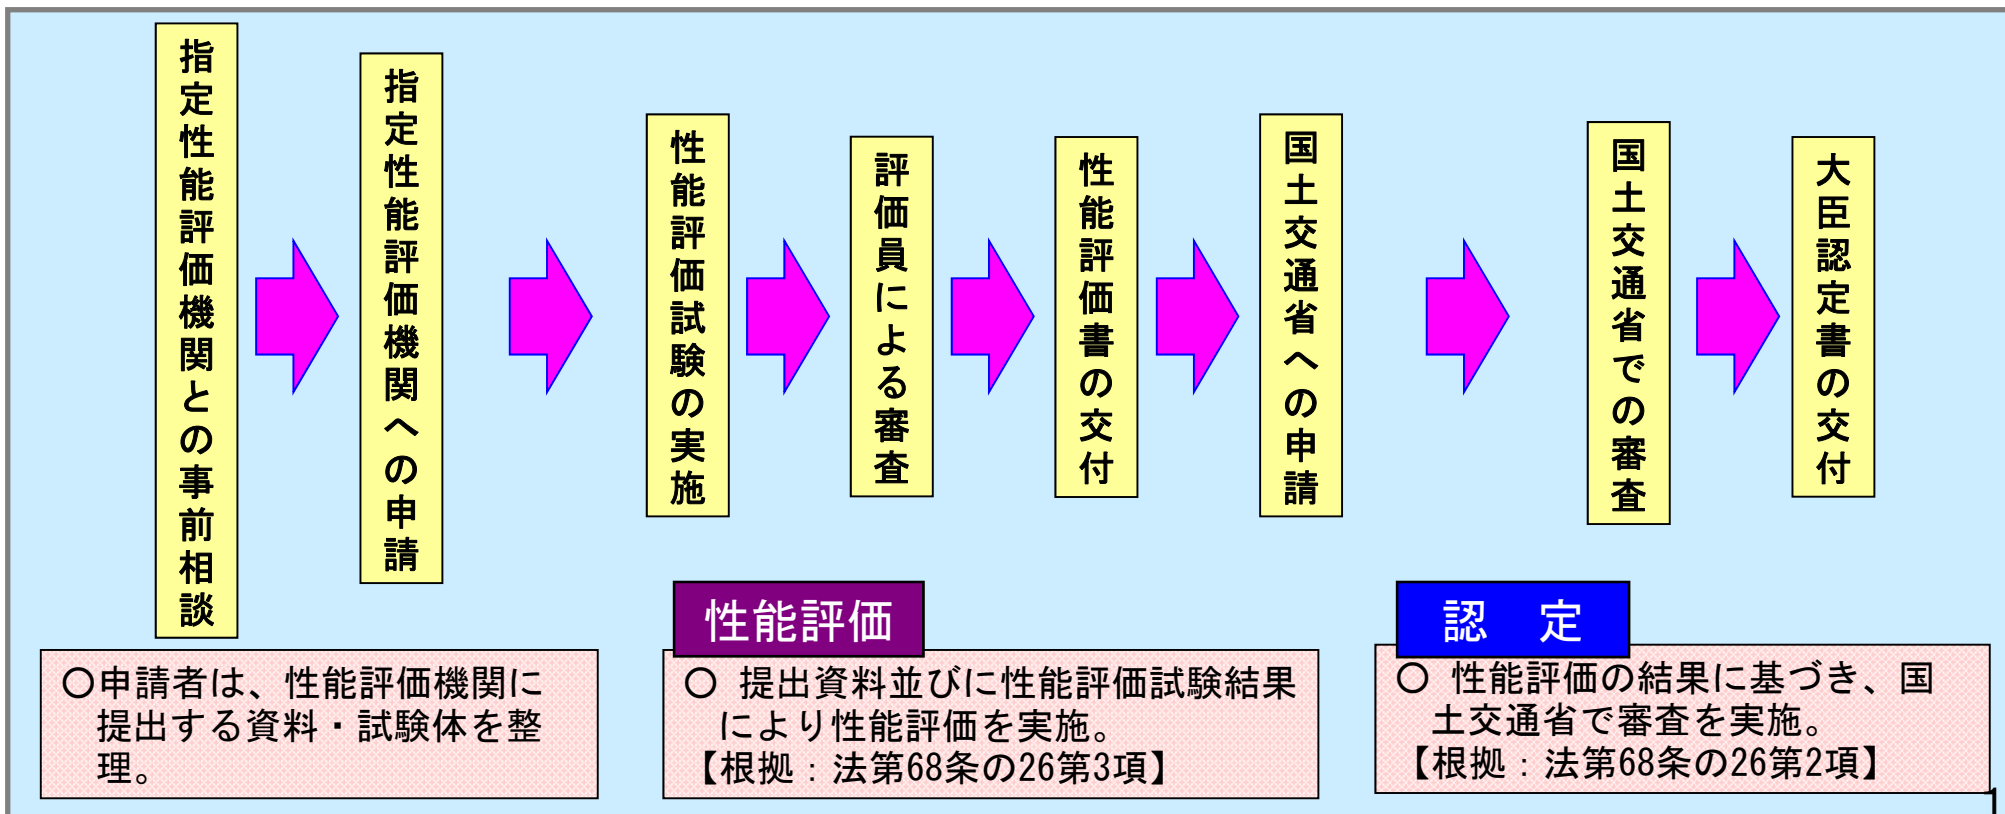 指定性能評価機関との事前相談
指定性能評価機関への申請
性能評価試験の実施
評価員による審査
性能評価書の交付
国土交通省への申請
国土交通省での審査
大臣認定書の交付
〇申請者は、性能評価機関に
提出する資料・試験体を整
理。
性能評価
〇 提出資料並びに性能評価試験結果
により性能評価を実施。
【根拠：法第68条の26第3項】
認　定
〇 性能評価の結果に基づき、国
土交通省で審査を実施。
【根拠：法第68条の26第2項】
1